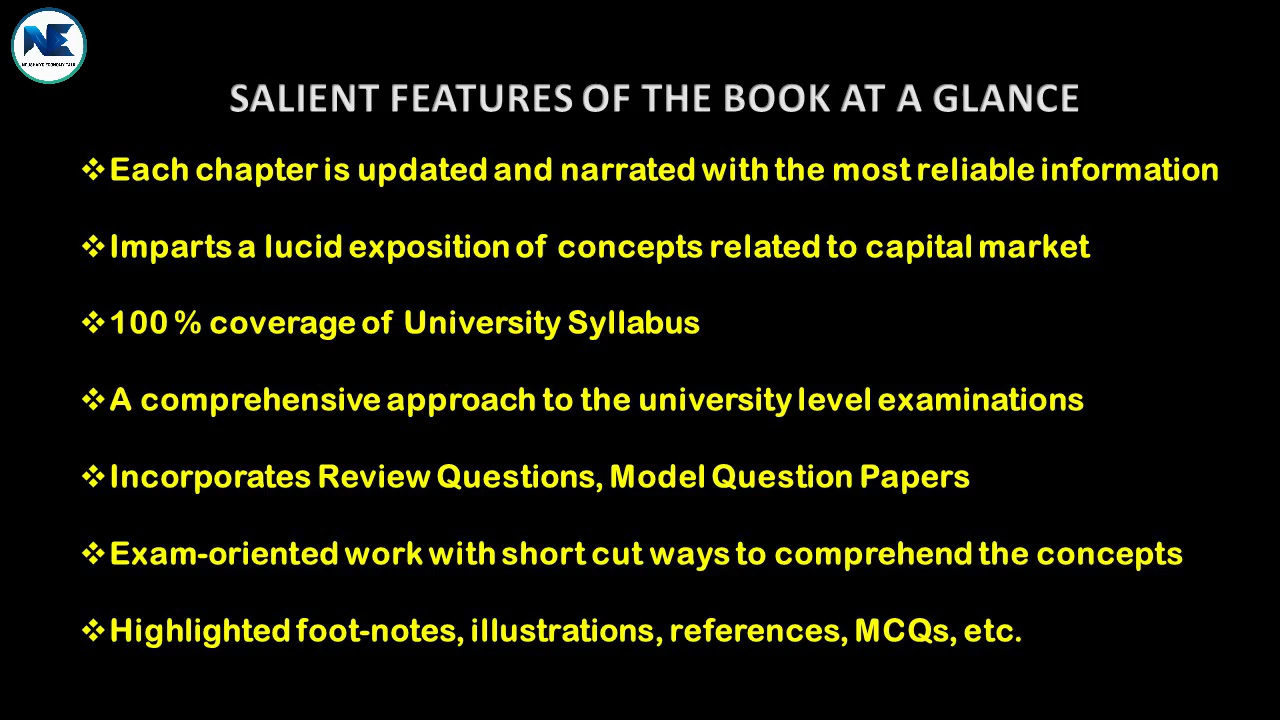 NE
SALIENT FEATURES OF THE BOOK AT A GLANCE
❖Each chapter is updated and narrated with the most reliable information
❖Imparts a lucid exposition of concepts related to capital market
❖100 % coverage of University Syllabus
❖A comprehensive approach to the university level examinations
❖Incorporates Review Questions, Model Question Papers
❖Exam-oriented work with short cut ways to comprehend the concepts
❖Highlighted foot-notes, illustrations, references, MCQs, etc.